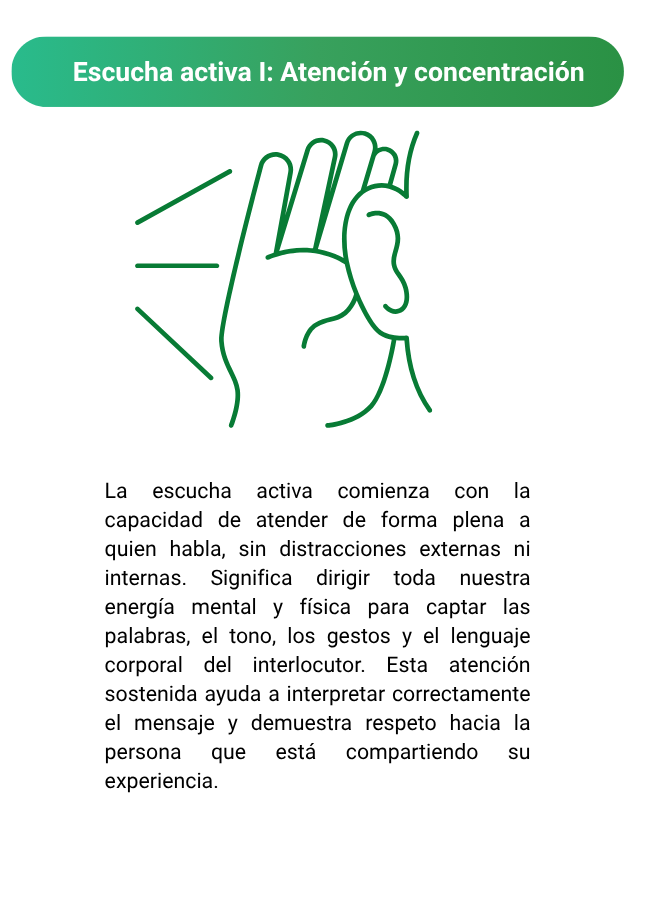 Escucha activa I: Atención y concentración
La escucha activa comienza con la
capacidad de atender de forma plena a
quien habla, sin distracciones externas ni
internas. Significa dirigir toda nuestra
energía mental y física para captar las
palabras, el tono, los gestos y el lenguaje
corporal del interlocutor. Esta atención
sostenida ayuda a interpretar correctamente
el mensaje y demuestra respeto hacia la
persona que está compartiendo su
experiencia.